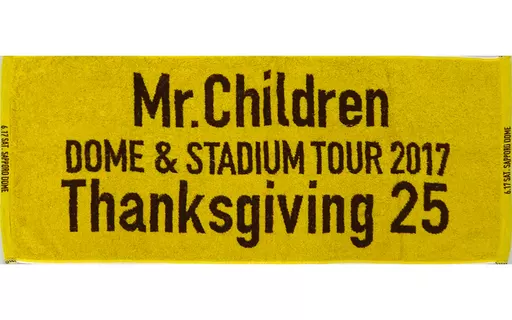 Mr.Children
DOME & STADIUM TOUR 2017
Thanksgiving 25
6.17 SAT. SAPPORO DOME
6.17 SAT. SAPPORO DOME